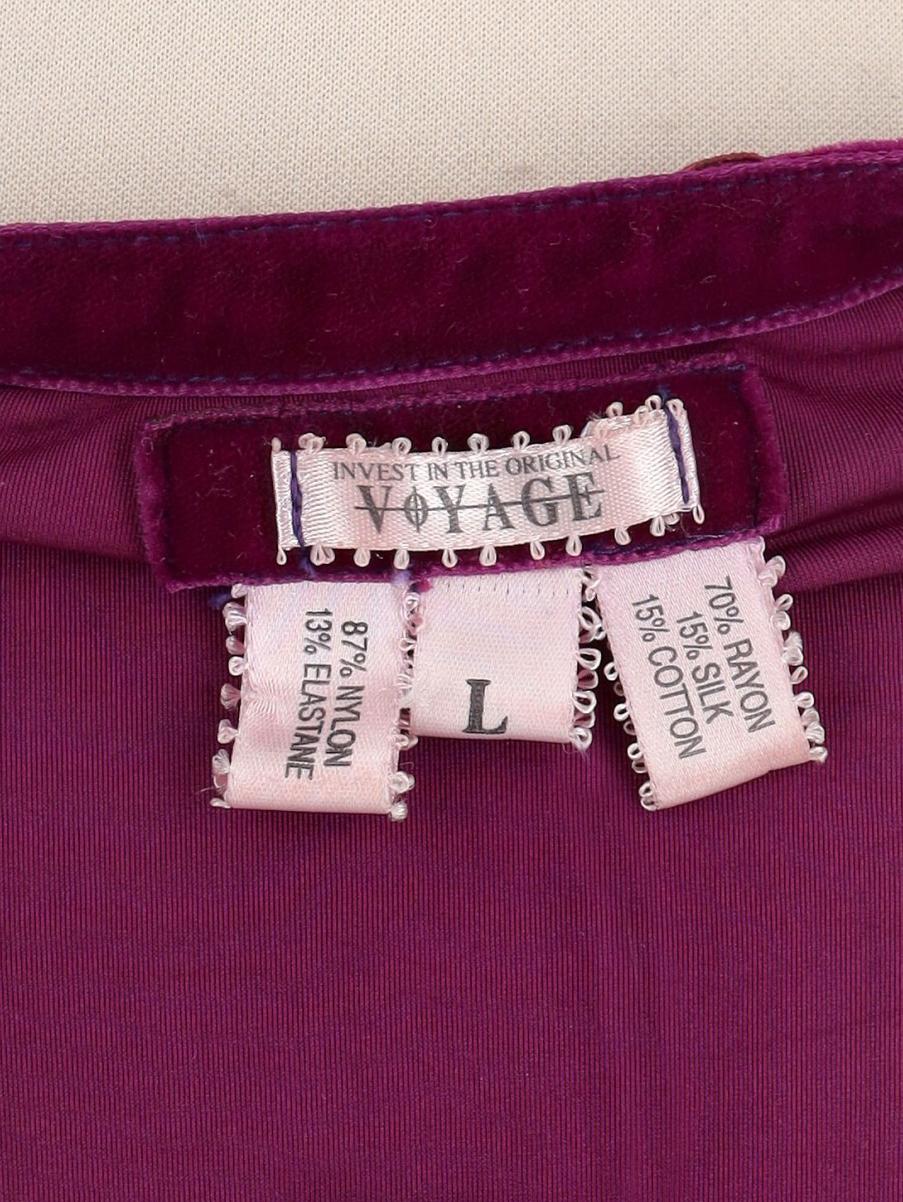 INVEST IN THE ORIGINAL
VOYAGE
87% NYLON
13% ELASTANE
L
70% RAYON
15% SILK
15% COTTON